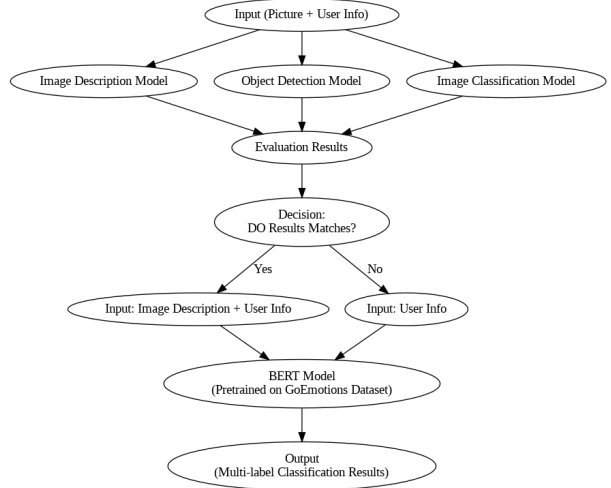 Input (Picture + User Info)
Image Description Model
Object Detection Model
Image Classification Model
Evaluation Results
Decision:
DO Results Matches?
Yes
No
Input: Image Description + User Info
Input: User Info
BERT Model
(Pretrained on GoEmotions Dataset)
Output
(Multi-label Classification Results)